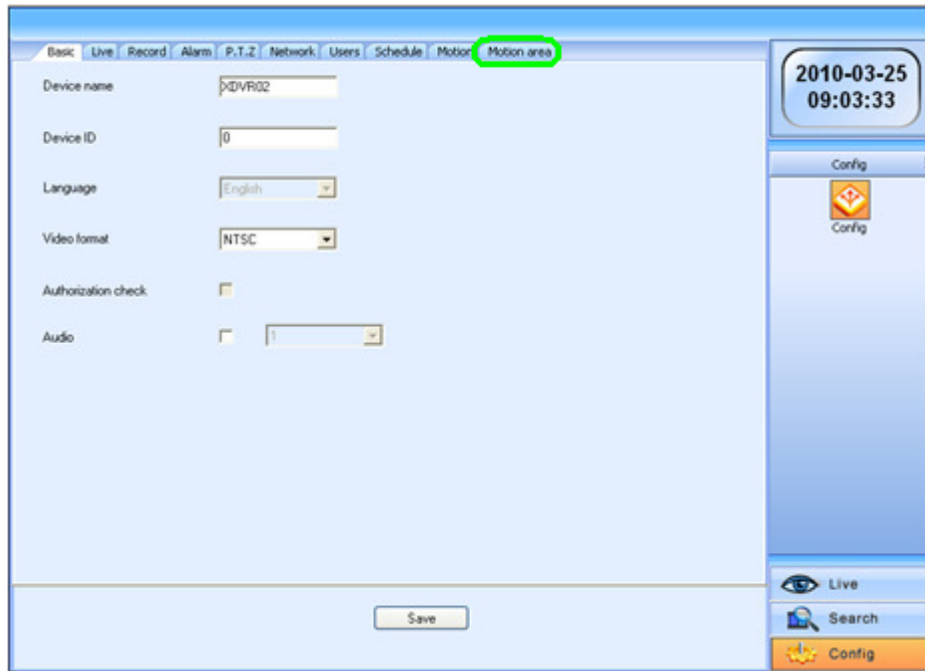 Basic Live Record Alarm P.T.Z Network Users Schedule Motion Motion area
Device name XDVR02
Device ID 0
Language English
Video format NTSC
Authorization check
Audio 1
Save
2010-03-25
09:03:33
Config
Config
Live
Search
Config